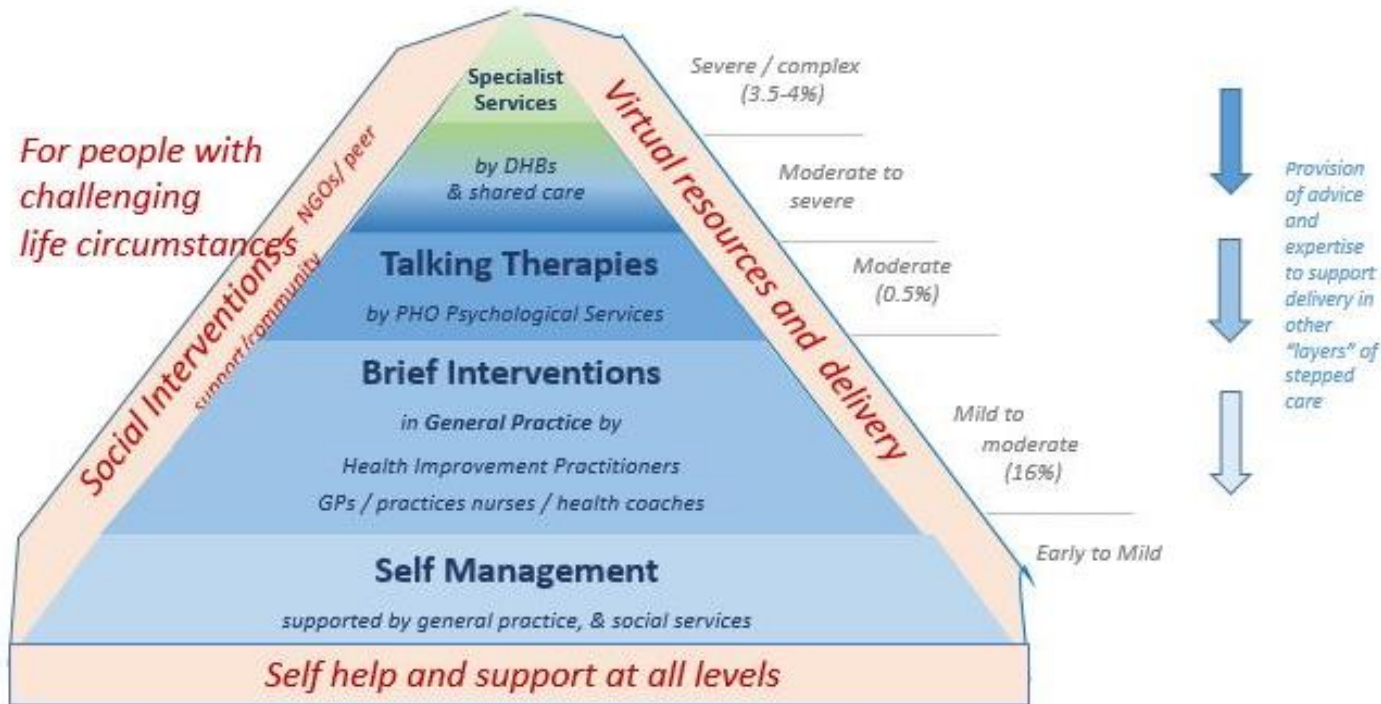 Specialist
Services
by DHBs
& shared care
Talking Therapies
by PHO Psychological Services
Brief Interventions
in General Practice by
Health Improvement Practitioners
GPs / practices nurses / health coaches
Self Management
supported by general practice, & social services
Self help and support at all levels
For people with
challenging
life circumstances
Social Interventions – NGOs/ peer
support/community
Virtual resources and delivery
Severe / complex
(3.5-4%)
Moderate to
severe
Moderate
(0.5%)
Mild to
moderate
(16%)
Early to Mild
Provision
of advice
and
expertise
to support
delivery in
other
"layers" of
stepped
care